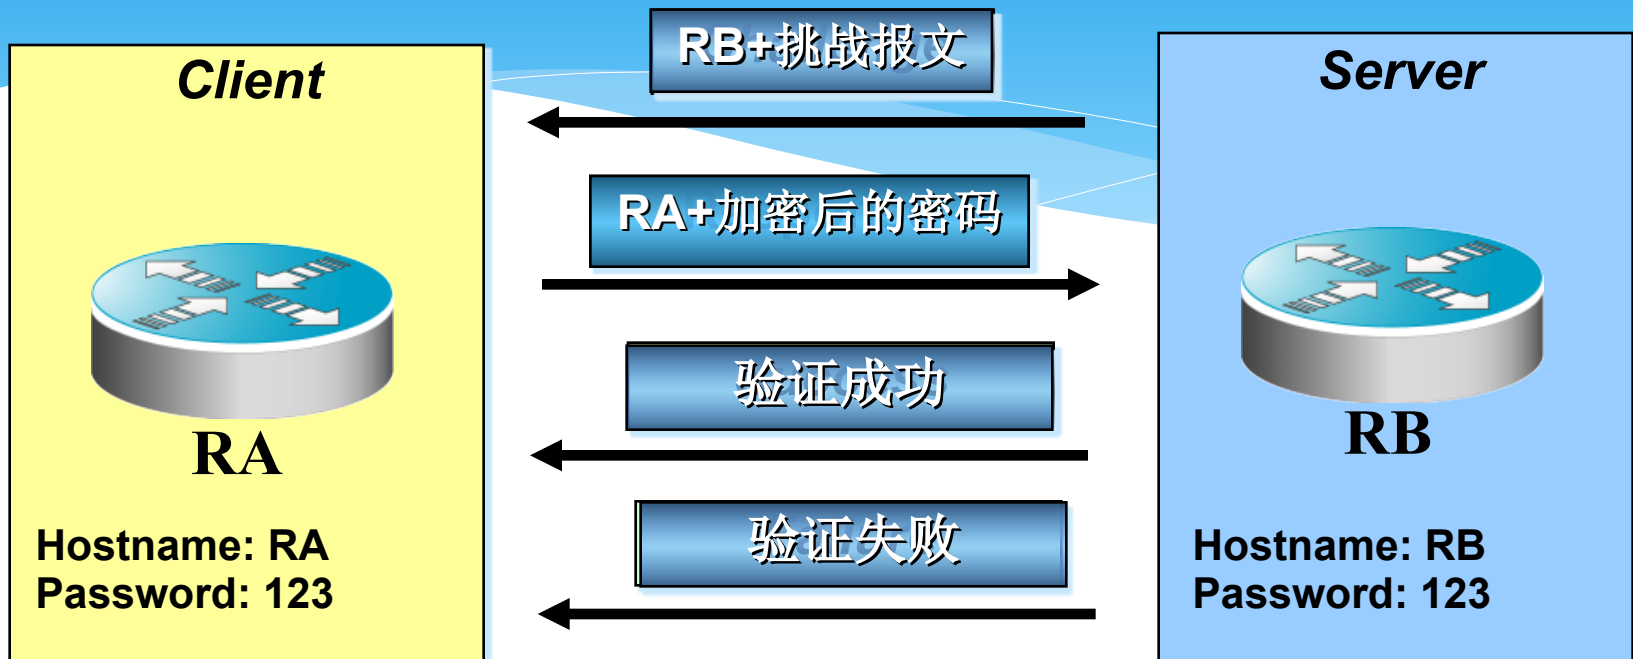 Client
RB+挑战报文
Server
RA+加密后的密码
验证成功
验证失败
RA
Hostname: RA
Password: 123
RB
Hostname: RB
Password: 123